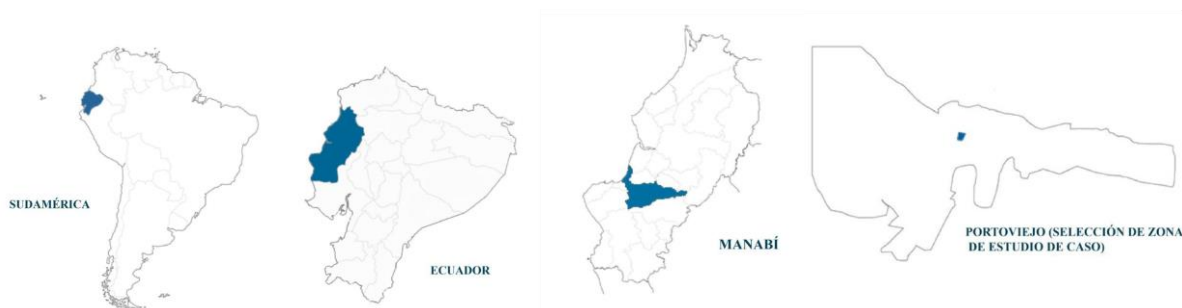 SUDAMÉRICA
ECUADOR
MANABÍ
PORTOVIEJO (SELECCIÓN DE ZONA
DE ESTUDIO DE CASO)